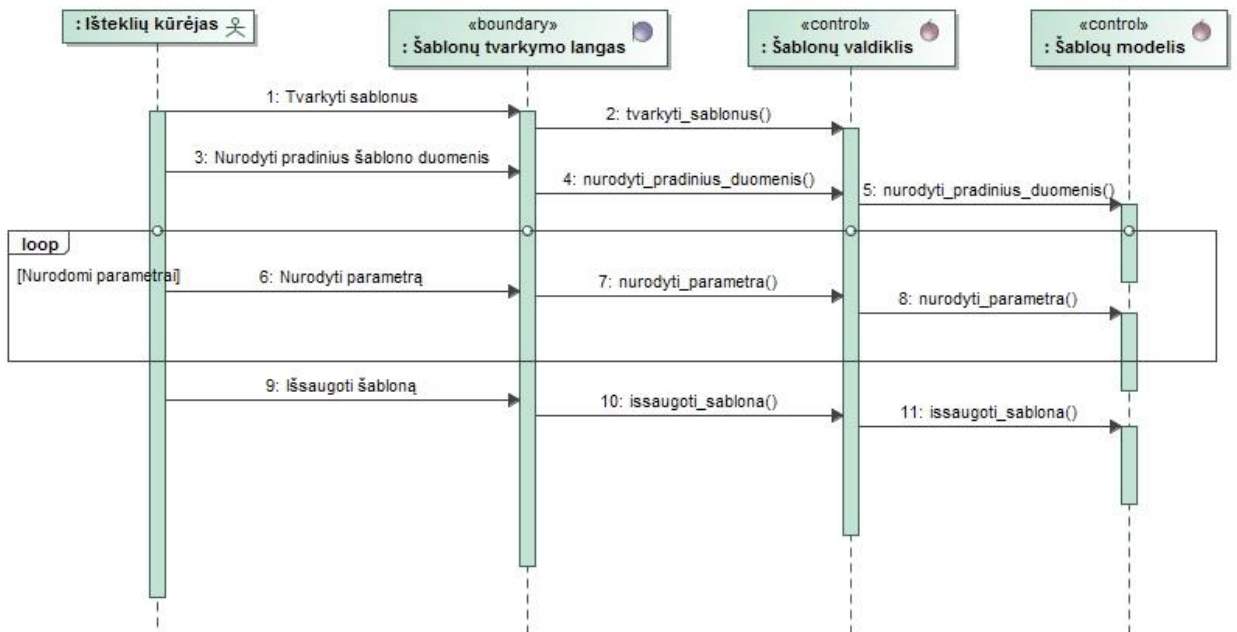 : Išteklių kūrėjas
«boundary»
: Šablonų tvarkymo langas
«control»
: Šablonų valdiklis
«control»
: Šabloų modelis
1: Tvarkyti sablonus
2: tvarkyti_sablonus()
3: Nurodyti pradinius šablono duomenis
4: nurodyti_pradinius_duomenis()
5: nurodyti_pradinius_duomenis()
loop
[Nurodomi parametrai]
6: Nurodyti parametrą
7: nurodyti_parametra()
8: nurodyti_parametra()
9: Išsaugoti šabloną
10: issaugoti_sablona()
11: issaugoti_sablona()